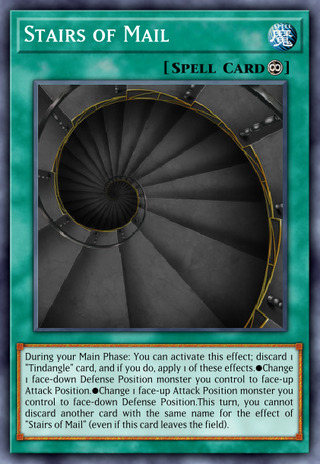 Stairs of Mail
魔
[Spell Card]
During your Main Phase: You can activate this effect; discard 1
"Tindangle" card, and if you do, apply 1 of these effects.●Change
1 face-down Defense Position monster you control to face-up
Attack Position.●Change 1 face-up Attack Position monster you
control to face-down Defense Position.This turn, you cannot
discard another card with the same name for the effect of
"Stairs of Mail" (even if this card leaves the field).